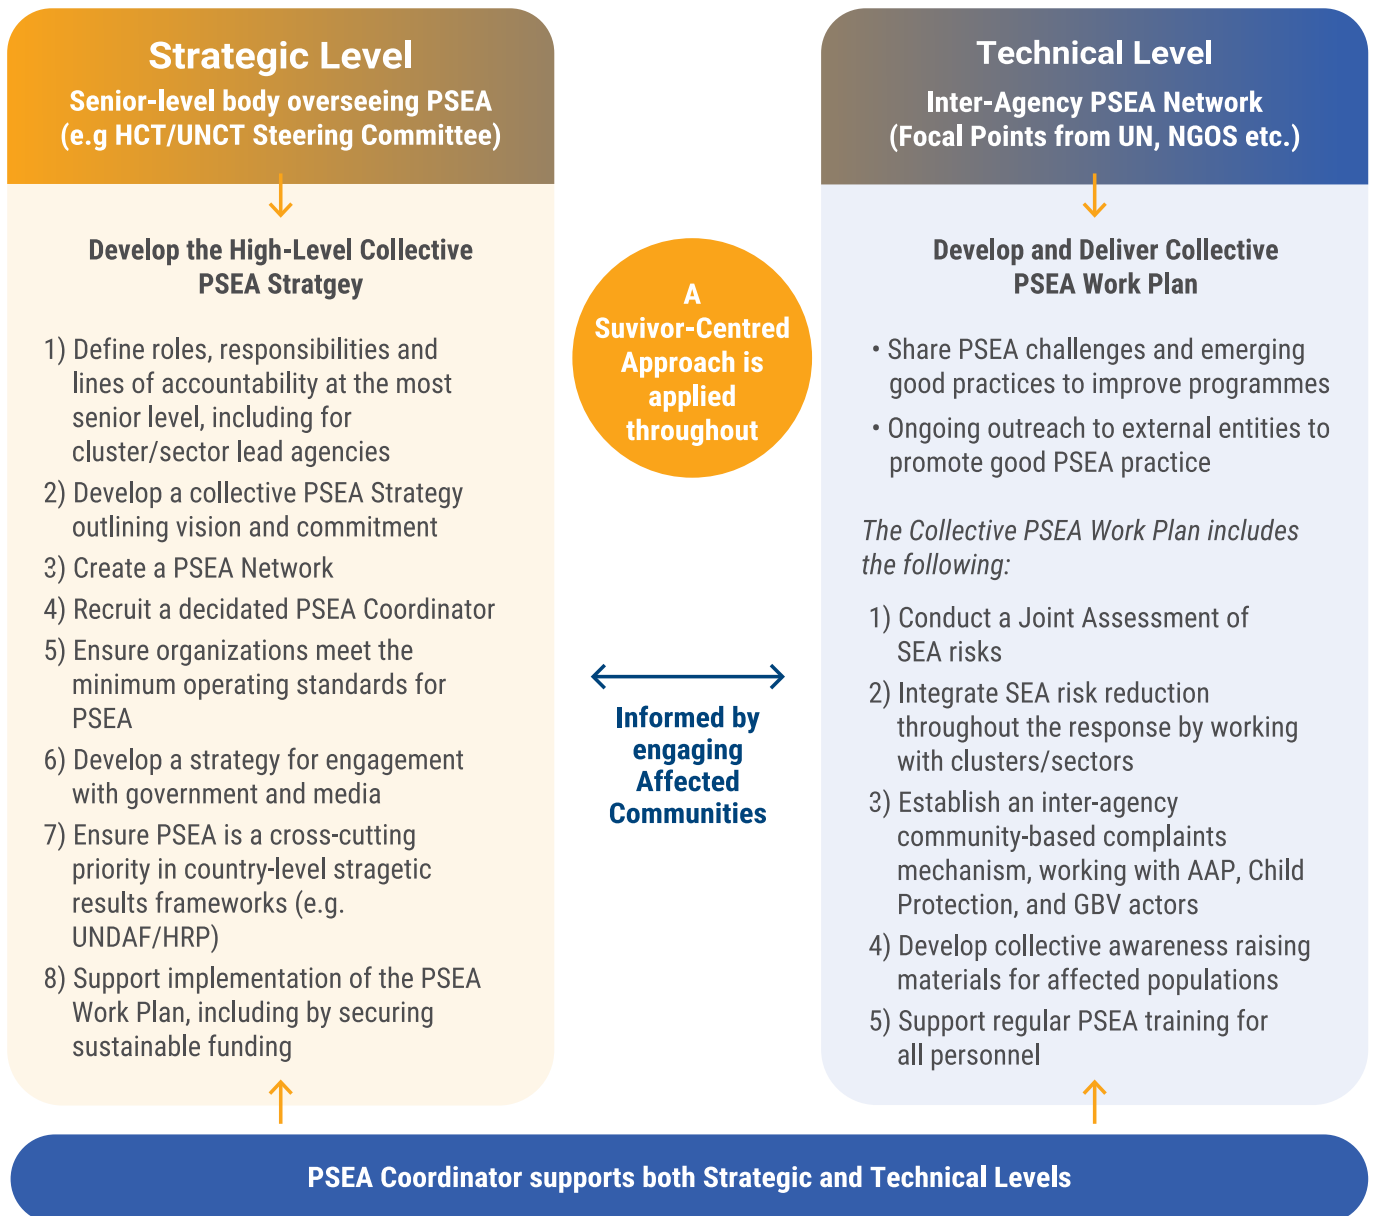 Strategic Level
Senior-level body overseeing PSEA
(e.g HCT/UNCT Steering Committee)
Develop the High-Level Collective
PSEA Stratgey
1) Define roles, responsibilities and
lines of accountability at the most
senior level, including for
cluster/sector lead agencies
2) Develop a collective PSEA Strategy
outlining vision and commitment
3) Create a PSEA Network
4) Recruit a decidated PSEA Coordinator
5) Ensure organizations meet the
minimum operating standards for
PSEA
6) Develop a strategy for engagement
with government and media
7) Ensure PSEA is a cross-cutting
priority in country-level stragetic
results frameworks (e.g.
UNDAF/HRP)
8) Support implementation of the PSEA
Work Plan, including by securing
sustainable funding
A
Suvivor-Centred
Approach is
applied
throughout
Informed by
engaging
Affected
Communities
Technical Level
Inter-Agency PSEA Network
(Focal Points from UN, NGOS etc.)
Develop and Deliver Collective
PSEA Work Plan
• Share PSEA challenges and emerging
good practices to improve programmes
• Ongoing outreach to external entities to
promote good PSEA practice
The Collective PSEA Work Plan includes
the following:
1) Conduct a Joint Assessment of
SEA risks
2) Integrate SEA risk reduction
throughout the response by working
with clusters/sectors
3) Establish an inter-agency
community-based complaints
mechanism, working with AAP, Child
Protection, and GBV actors
4) Develop collective awareness raising
materials for affected populations
5) Support regular PSEA training for
all personnel
PSEA Coordinator supports both Strategic and Technical Levels